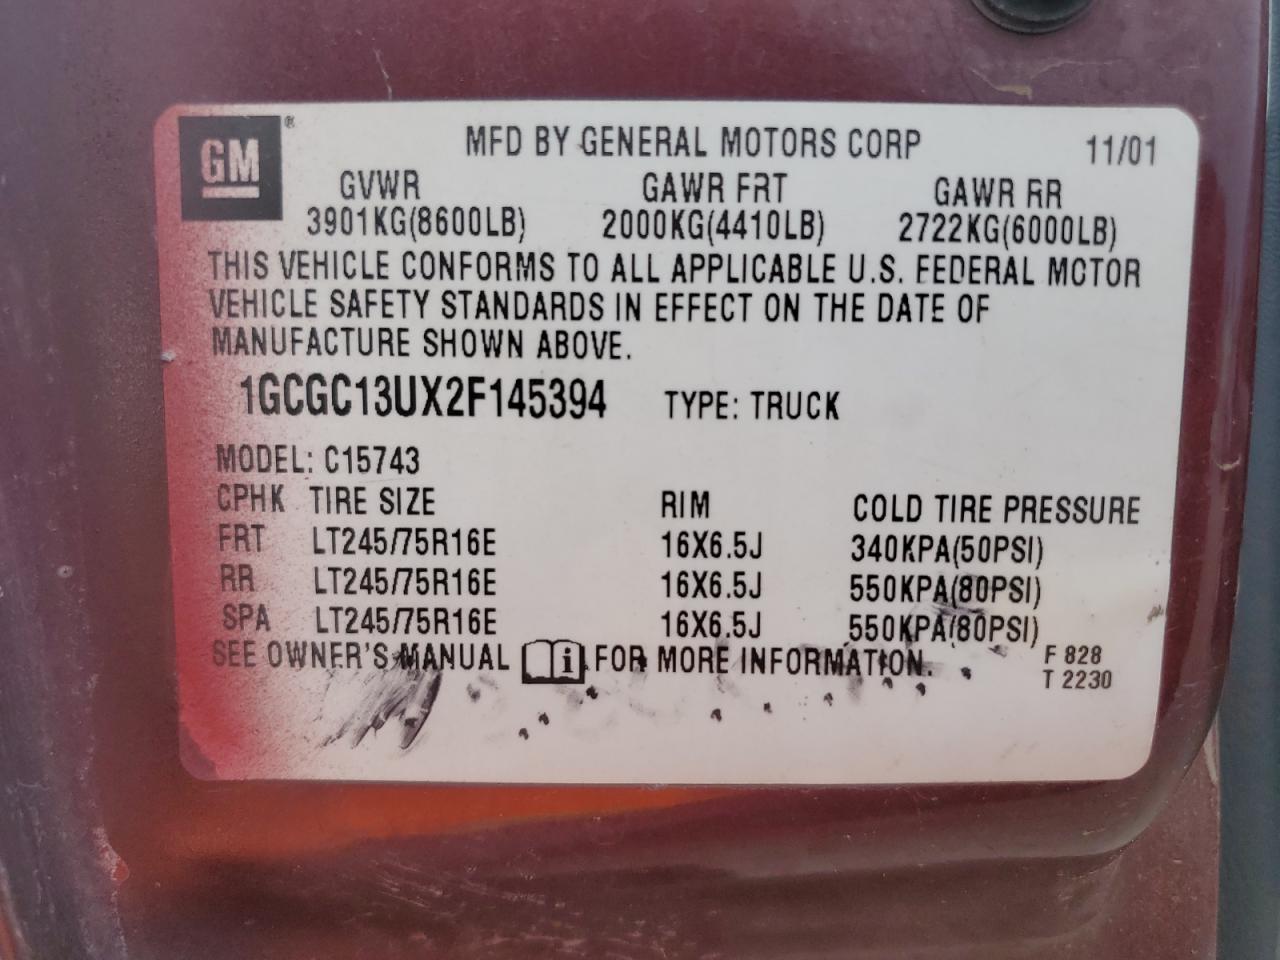 GM®
MFD BY GENERAL MOTORS CORP 11/01
GVWR GAWR FRT GAWR RR
3901KG(8600LB) 2000KG(4410LB) 2722KG(6000LB)
THIS VEHICLE CONFORMS TO ALL APPLICABLE U.S. FEDERAL MOTOR
VEHICLE SAFETY STANDARDS IN EFFECT ON THE DATE OF
MANUFACTURE SHOWN ABOVE.
1GCGC13UX2F145394 TYPE: TRUCK
MODEL: C15743
CPHK TIRE SIZE RIM COLD TIRE PRESSURE
FRT LT245/75R16E 16X6.5J 340KPA(50PSI)
RR LT245/75R16E 16X6.5J 550KPA(80PSI)
SPA LT245/75R16E 16X6.5J 550KPA(80PSI)
SEE OWNER'S MANUAL i FOR MORE INFORMATION.
F 828
T 2230